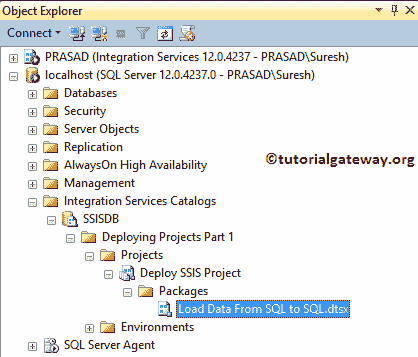 Object Explorer
Connect
PRASAD (Integration Services 12.0.4237 - PRASAD\Suresh)
localhost (SQL Server 12.0.4237.0 - PRASAD\Suresh)
Databases
Security
Server Objects
Replication
AlwaysOn High Availability
©tutorialgateway.org
Management
Integration Services Catalogs
SSISDB
Deploying Projects Part 1
Projects
Deploy SSIS Project
Packages
Load Data From SQL to SQL.dtsx
Environments
SQL Server Agent